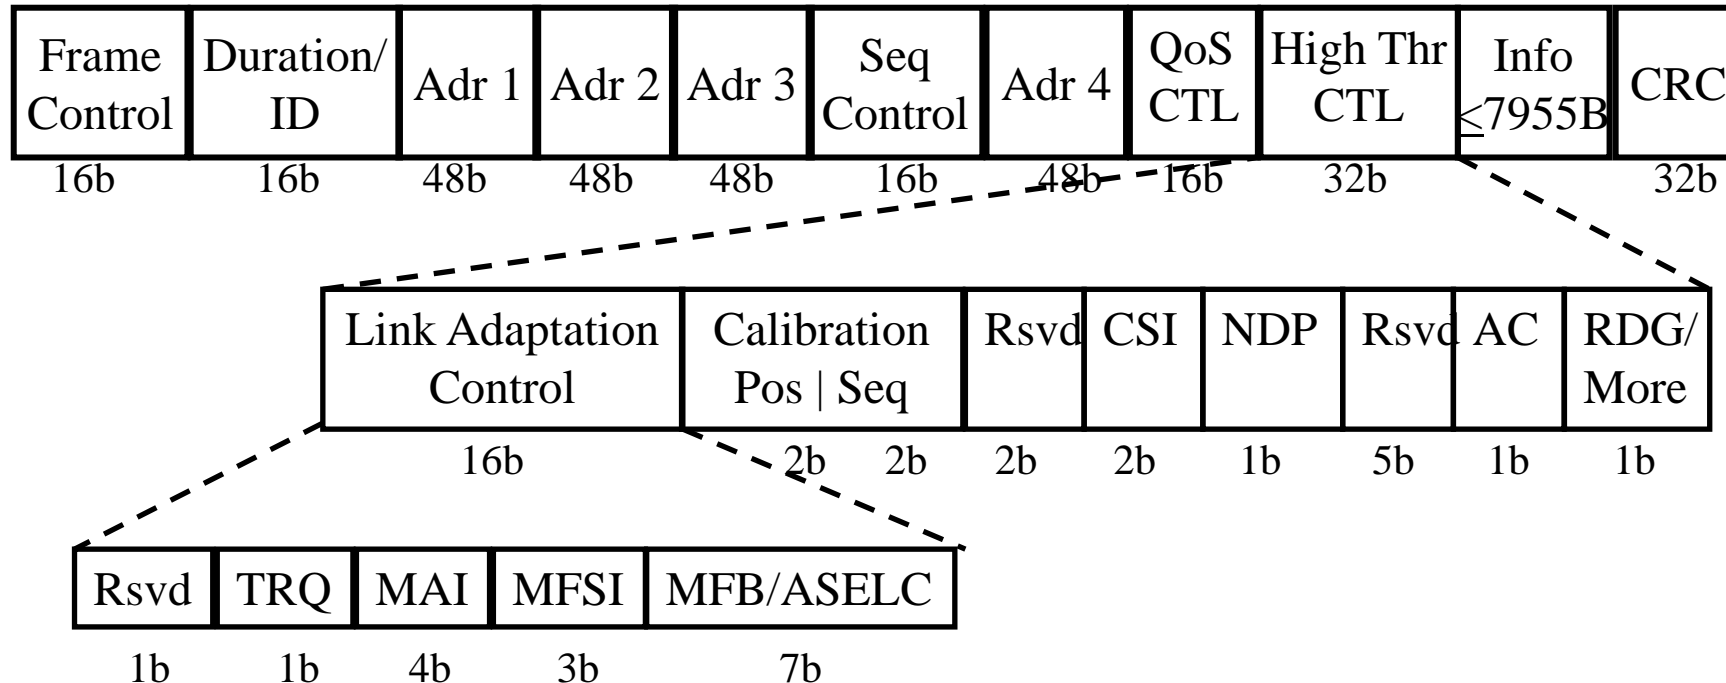 Frame Control
Duration/ ID
Adr 1
Adr 2
Adr 3
Seq Control
Adr 4
QoS CTL
High Thr CTL
Info ≤7955B
CRC
16b 16b 48b 48b 48b 16b 48b 16b 32b 32b
Link Adaptation Control
Calibration Pos | Seq
Rsvd
CSI
NDP
Rsvd
AC
RDG/ More
16b 2b 2b 2b 2b 1b 5b 1b 1b
Rsvd TRQ MAI MFSI MFB/ASELC
1b 1b 4b 3b 7b